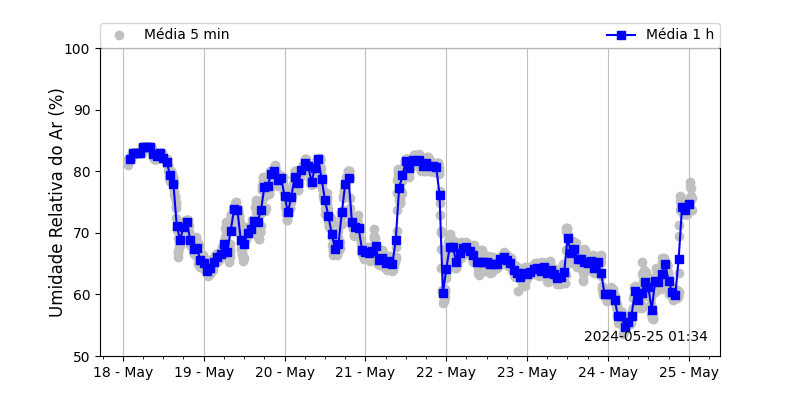 Média 5 min
Média 1 h
Umidade Relativa do Ar (%)
100
90
80
70
60
50
2024-05-25 01:34
18 - May
19 - May
20 - May
21 - May
22 - May
23 - May
24 - May
25 - May